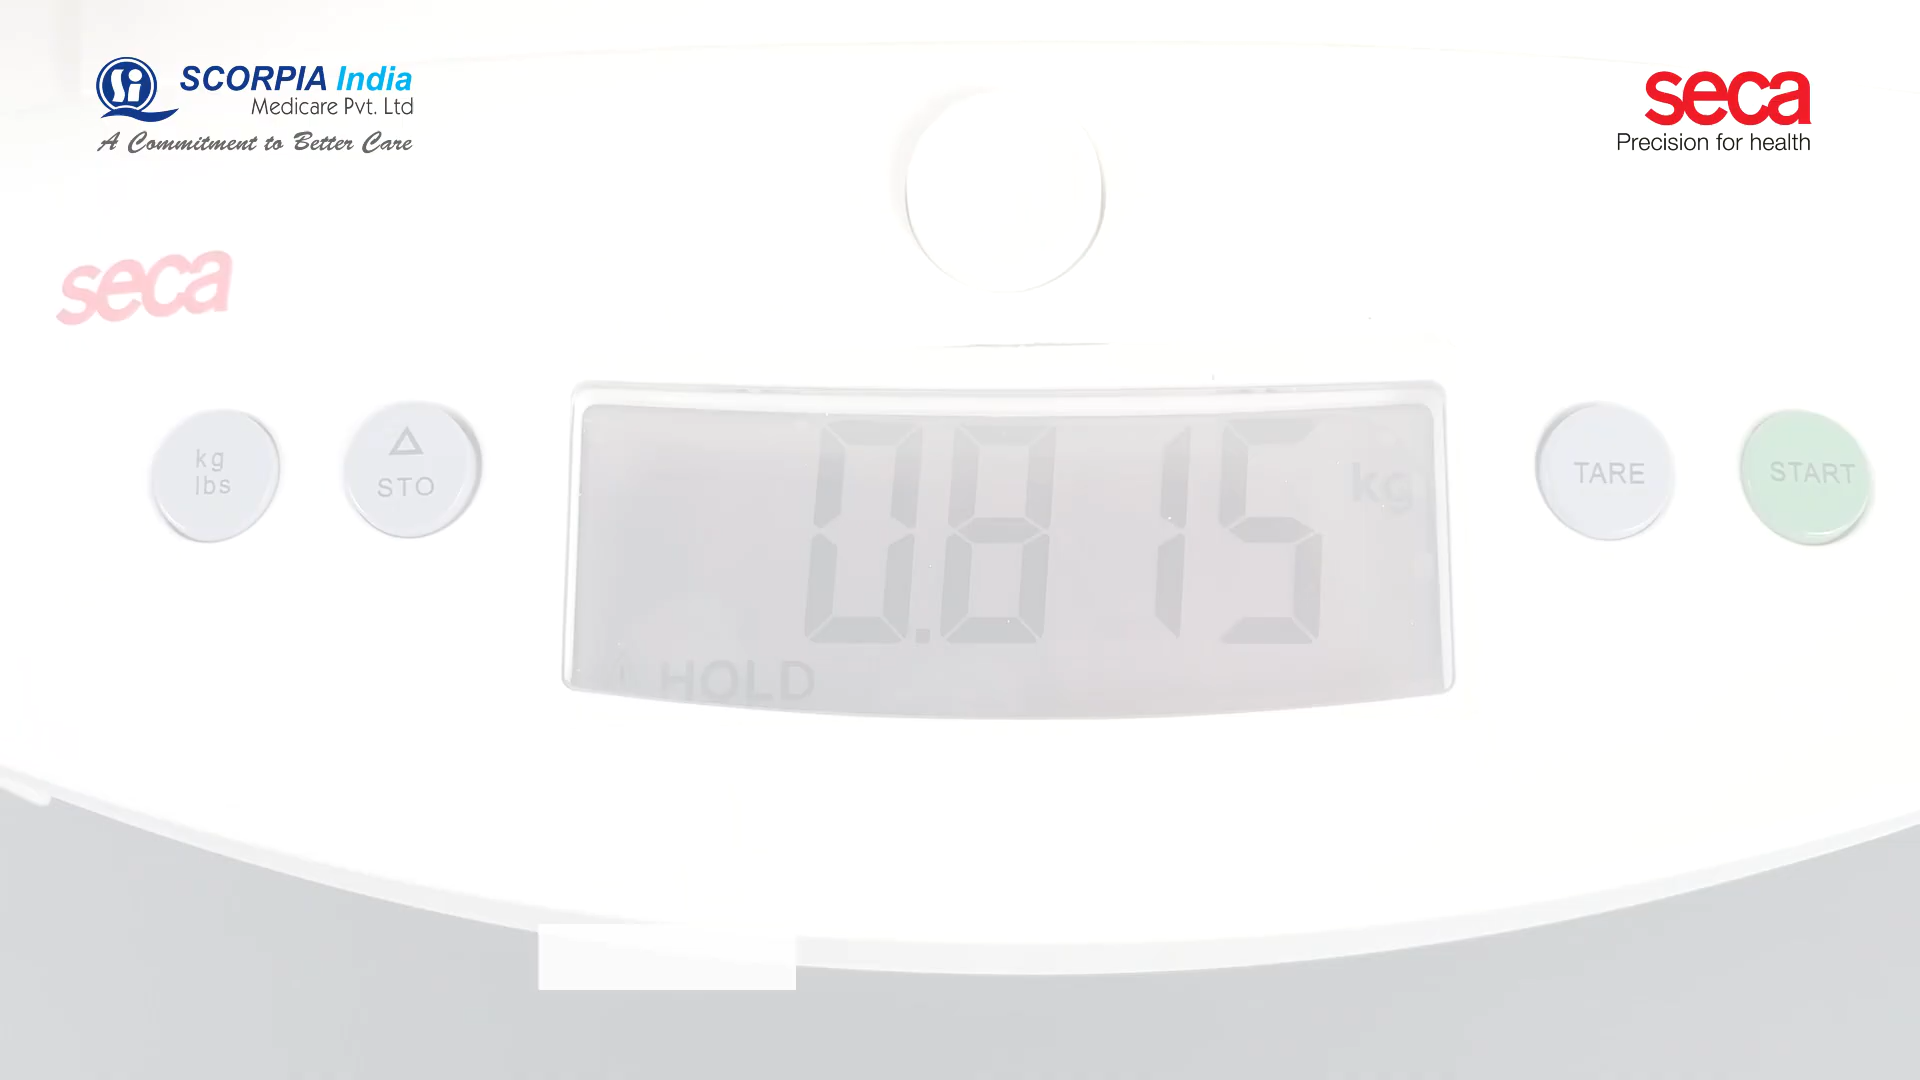 SCORPIA India
Medicare Pvt. Ltd
A Commitment to Better Care
seca
Precision for health
seca
kg
lbs
STO
0.815 kg
HOLD
TARE
START